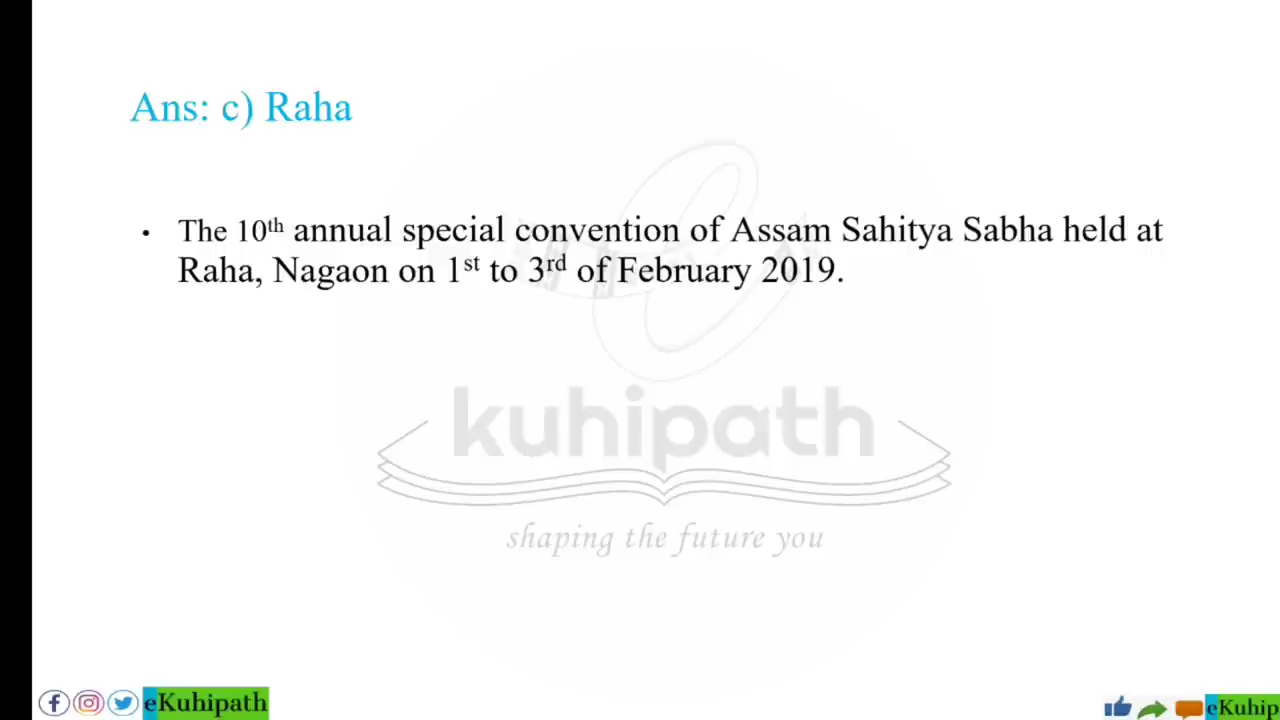 Ans: c) Raha
• The 10th annual special convention of Assam Sahitya Sabha held at
Raha, Nagaon on 1st to 3rd of February 2019.
kuhipath
shaping the future you
eKuhipath
eKuhip